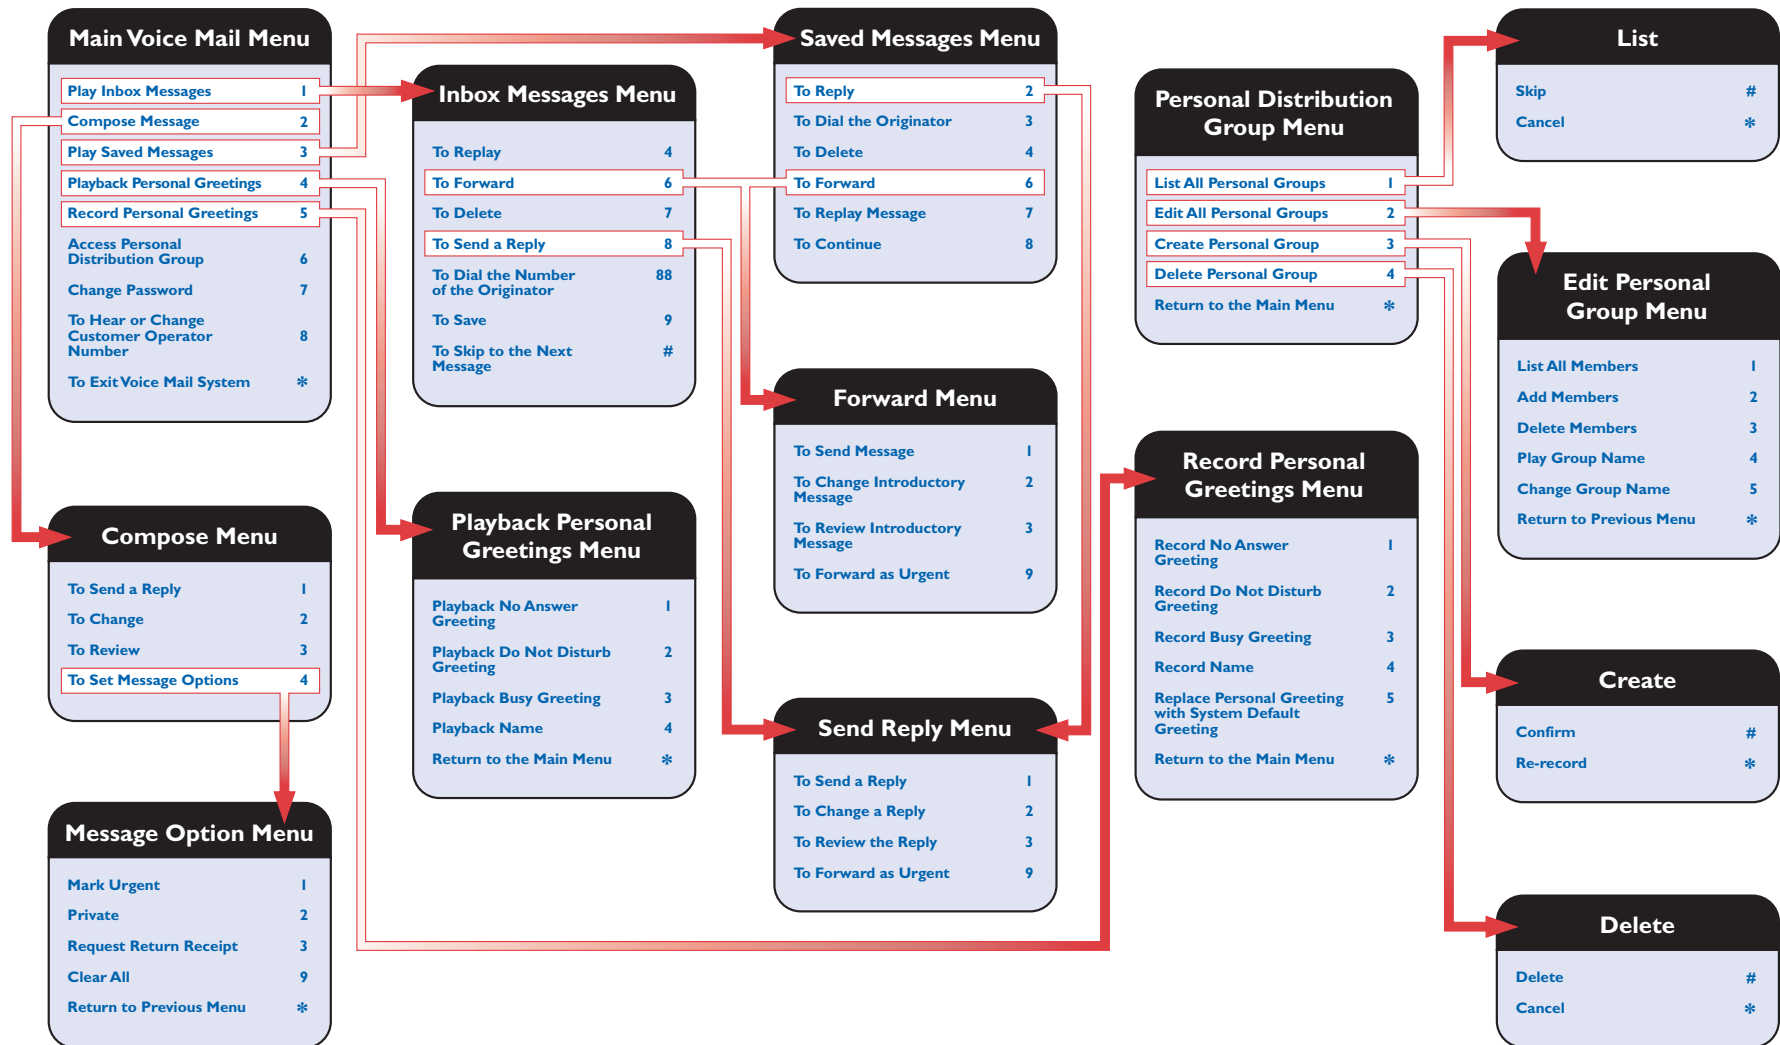 Main Voice Mail Menu
Play Inbox Messages 1
Compose Message 2
Play Saved Messages 3
Playback Personal Greetings 4
Record Personal Greetings 5
Access Personal
Distribution Group 6
Change Password 7
To Hear or Change
Customer Operator 8
Number
To Exit Voice Mail System *
Compose Menu
To Send a Reply 1
To Change 2
To Review 3
To Set Message Options 4
Message Option Menu
Mark Urgent 1
Private 2
Request Return Receipt 3
Clear All 9
Return to Previous Menu *
Inbox Messages Menu
To Replay 4
To Forward 6
To Delete 7
To Send a Reply 8
To Dial the Number 88
of the Originator
To Save 9
To Skip to the Next #
Message
Playback Personal
Greetings Menu
Playback No Answer 1
Greeting
Playback Do Not Disturb 2
Greeting
Playback Busy Greeting 3
Playback Name 4
Return to the Main Menu *
Saved Messages Menu
To Reply 2
To Dial the Originator 3
To Delete 4
To Forward 6
To Replay Message 7
To Continue 8
Forward Menu
To Send Message 1
To Change Introductory 2
Message
To Review Introductory 3
Message
To Forward as Urgent 9
Send Reply Menu
To Send a Reply 1
To Change a Reply 2
To Review the Reply 3
To Forward as Urgent 9
Personal Distribution
Group Menu
List All Personal Groups 1
Edit All Personal Groups 2
Create Personal Group 3
Delete Personal Group 4
Return to the Main Menu *
Record Personal
Greetings Menu
Record No Answer 1
Greeting
Record Do Not Disturb 2
Greeting
Record Busy Greeting 3
Record Name 4
Replace Personal Greeting 5
with System Default
Greeting
Return to the Main Menu *
List
Skip #
Cancel *
Edit Personal
Group Menu
List All Members 1
Add Members 2
Delete Members 3
Play Group Name 4
Change Group Name 5
Return to Previous Menu *
Create
Confirm #
Re-record *
Delete
Delete #
Cancel *